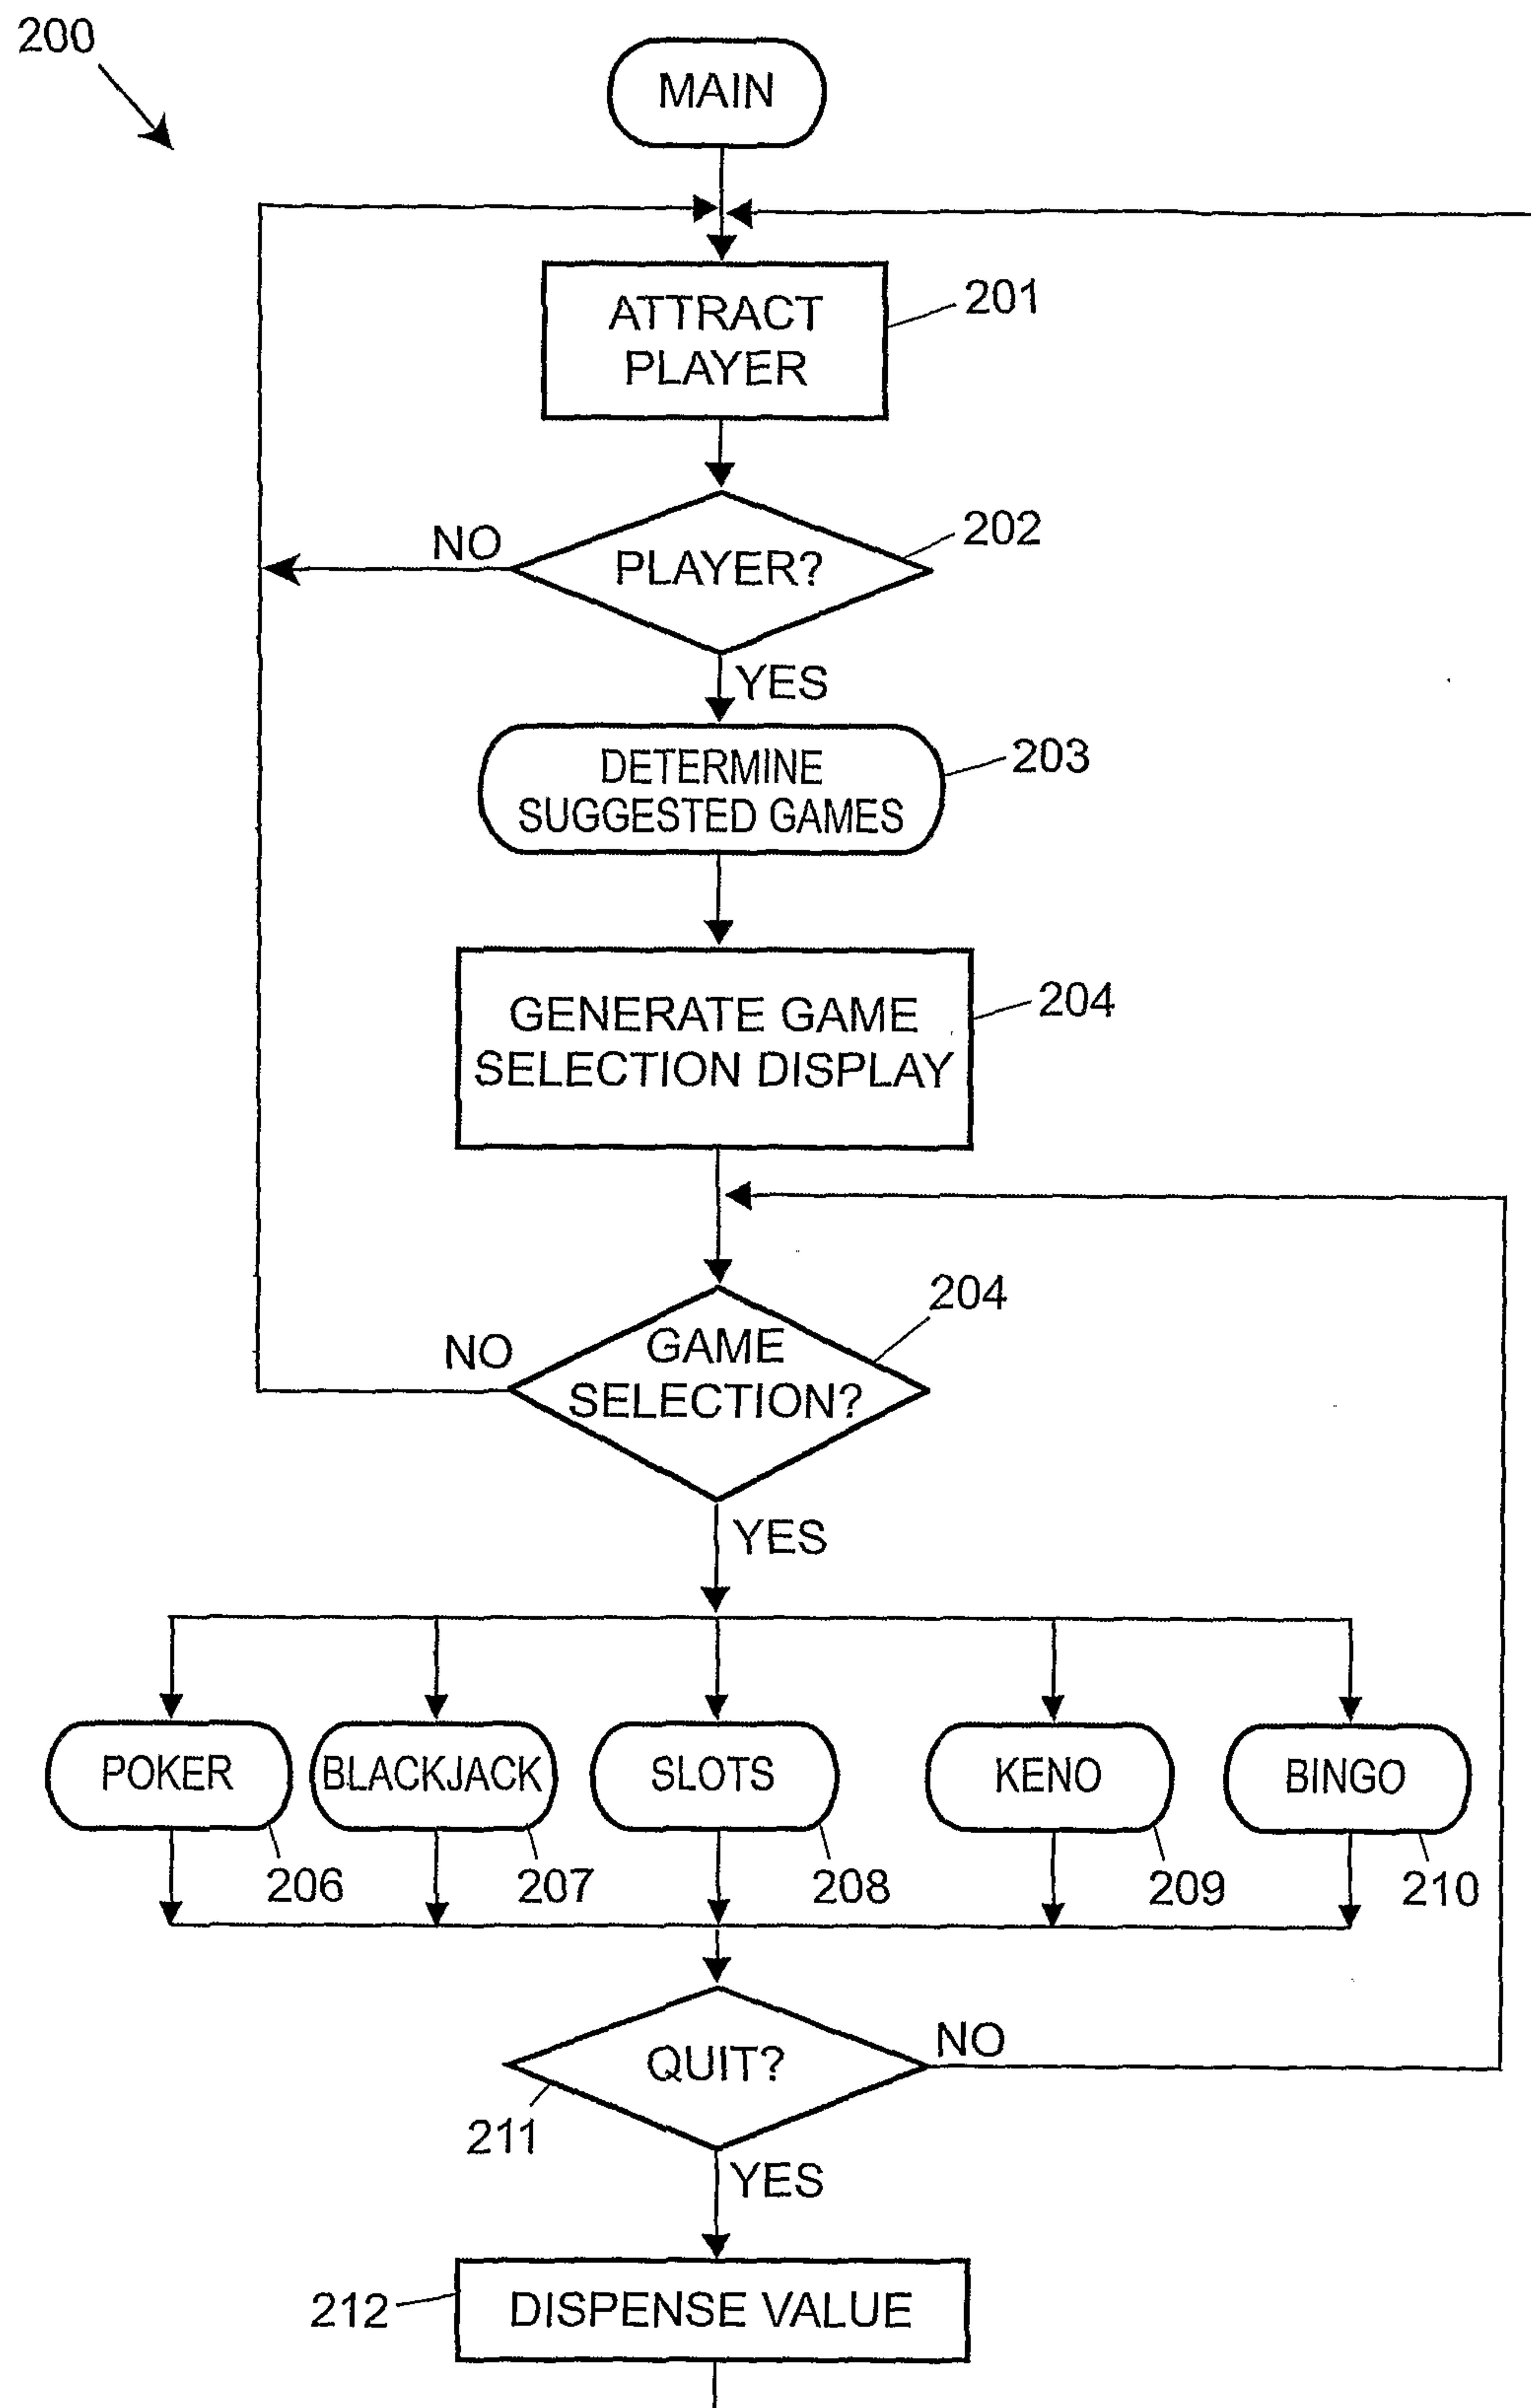 200
MAIN
ATTRACT
PLAYER
201
NO
PLAYER?
202
YES
DETERMINE
SUGGESTED GAMES
203
GENERATE GAME
SELECTION DISPLAY
204
NO
GAME
SELECTION?
204
YES
POKER
BLACKJACK
SLOTS
KENO
BINGO
206
207
208
209
210
QUIT?
NO
211
YES
212
DISPENSE VALUE